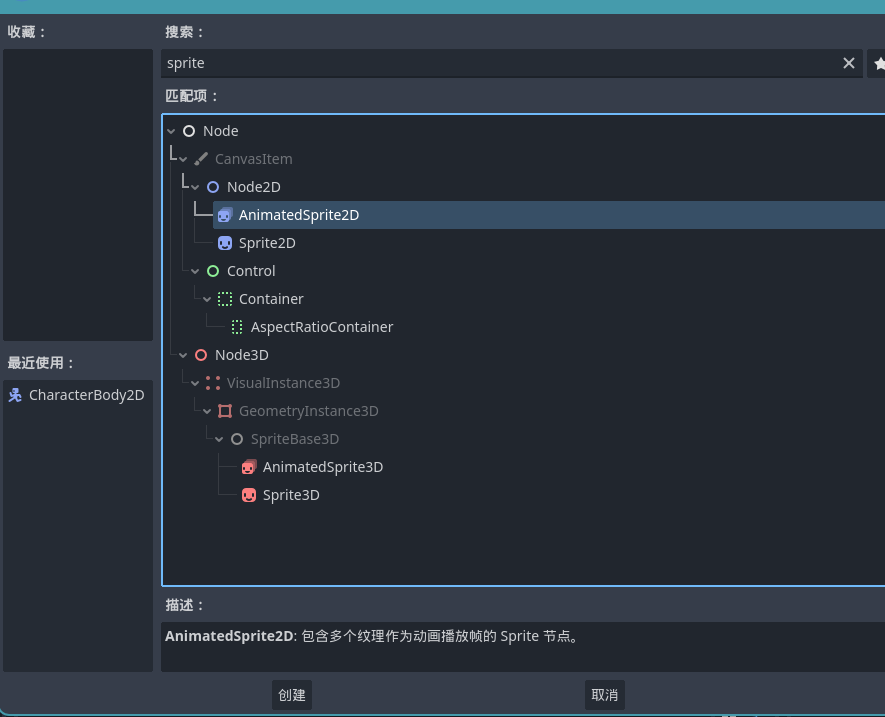 收藏：
搜索：
sprite
匹配项：
Node
CanvasItem
Node2D
AnimatedSprite2D
Sprite2D
Control
Container
AspectRatioContainer
Node3D
VisualInstance3D
GeometryInstance3D
SpriteBase3D
AnimatedSprite3D
Sprite3D
最近使用：
CharacterBody2D
描述：
AnimatedSprite2D: 包含多个纹理作为动画播放帧的 Sprite 节点。
创建
取消